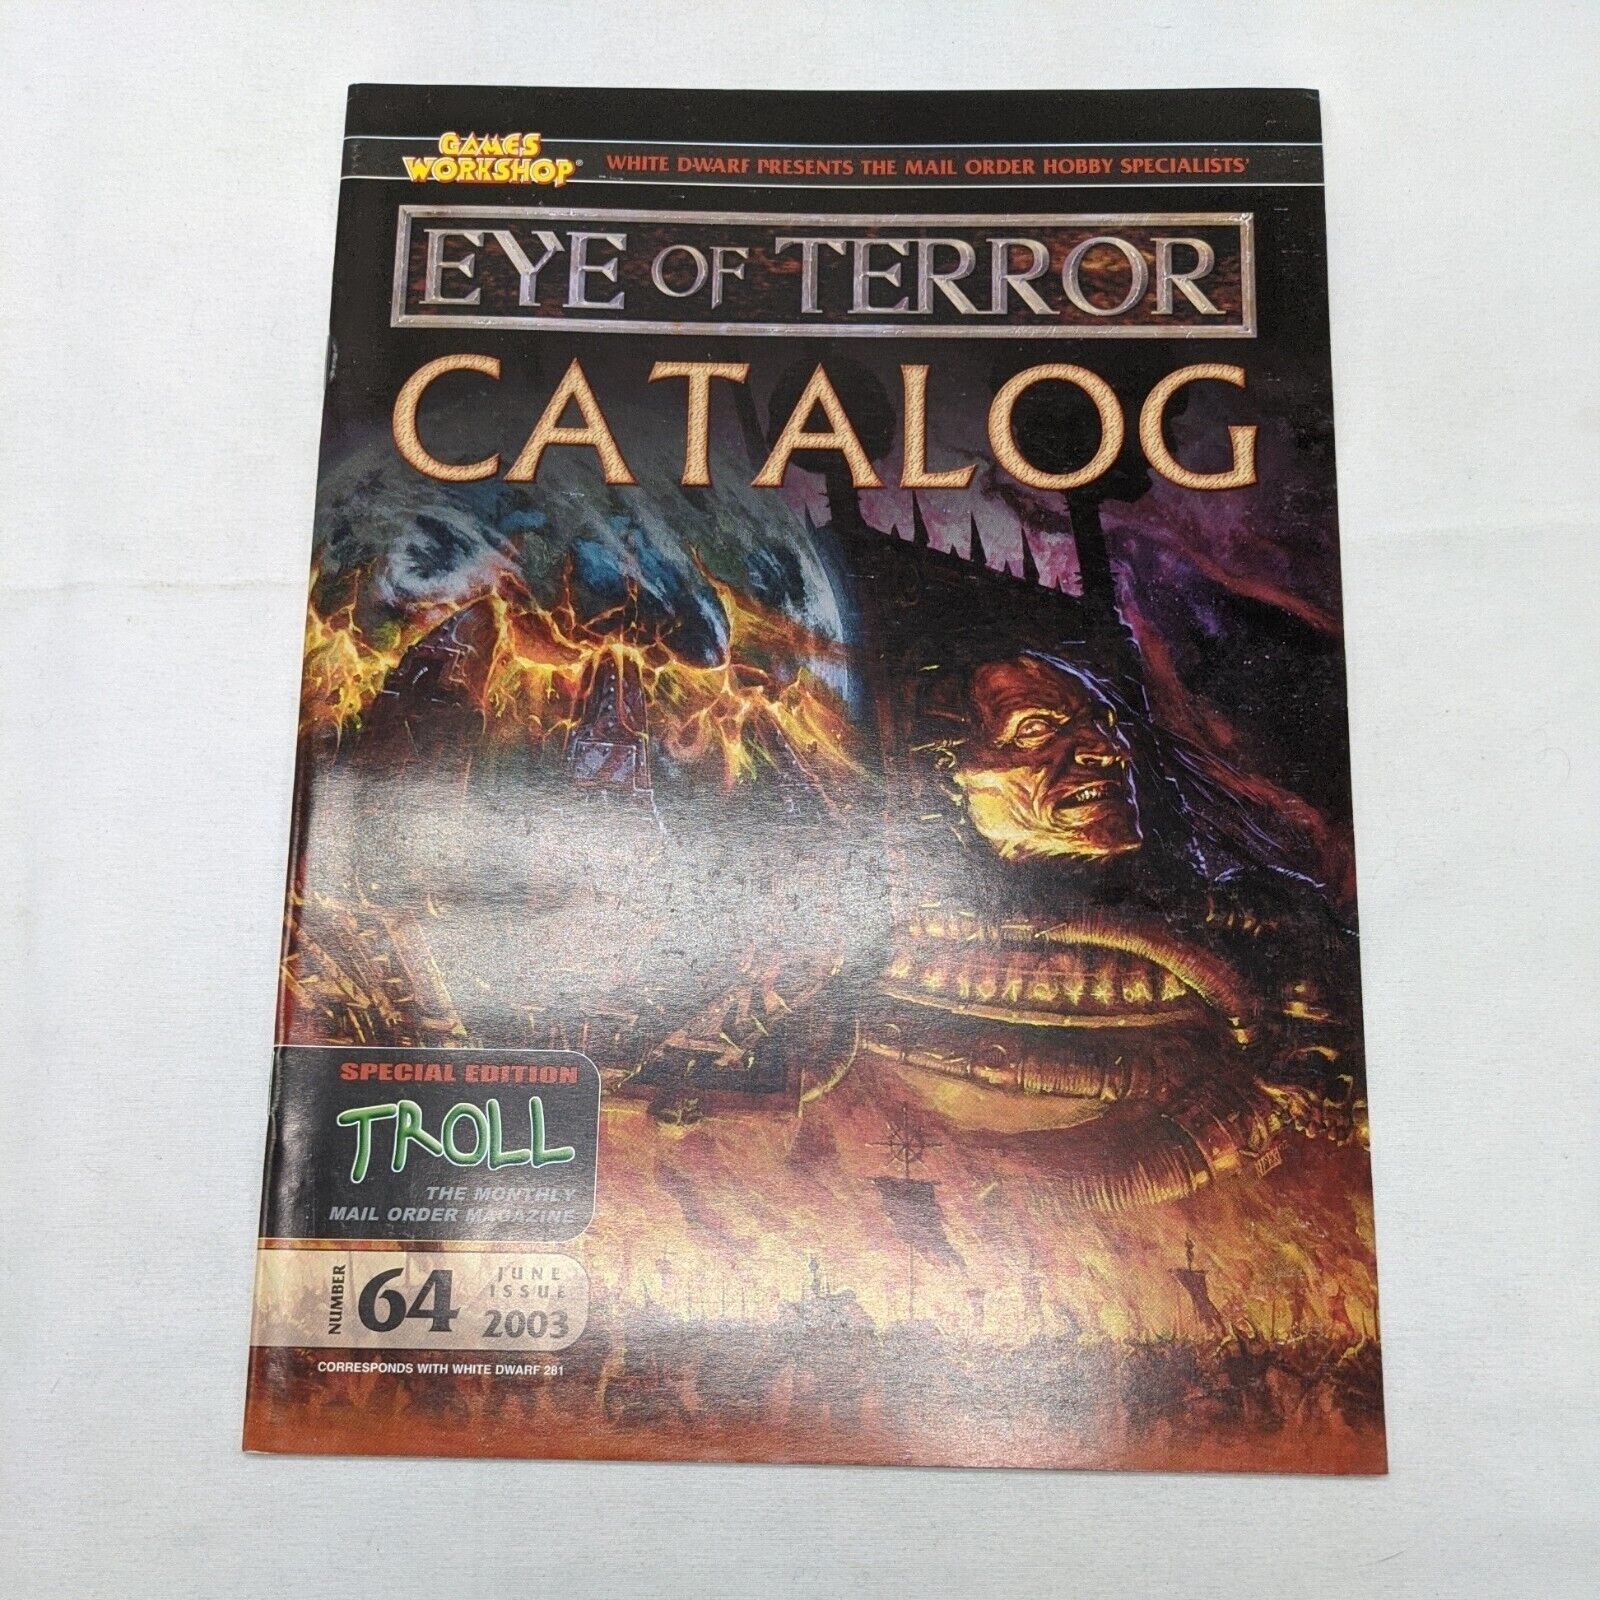 GAMES
WORKSHOP®
WHITE DWARF PRESENTS THE MAIL ORDER HOBBY SPECIALISTS'
EYE OF TERROR
CATALOG
SPECIAL EDITION
TROLL
THE MONTHLY
MAIL ORDER MAGAZINE
NUMBER
64
JUNE
ISSUE
2003
CORRESPONDS WITH WHITE DWARF 281